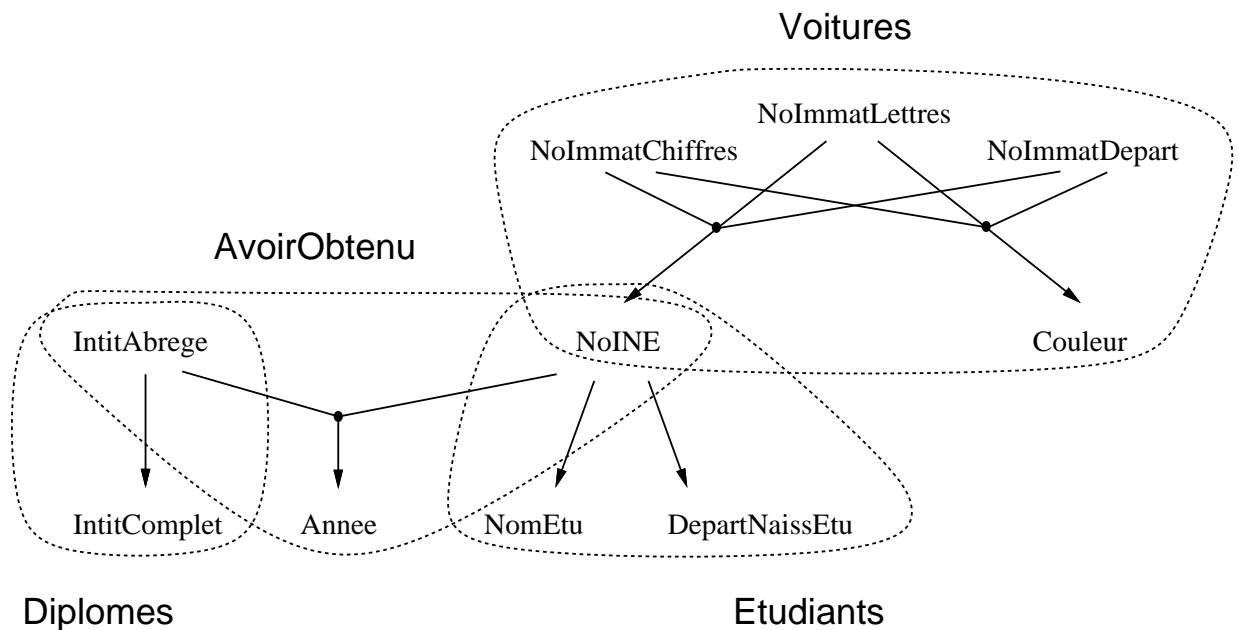 Voitures
NoImmatLettres
NoImmatChiffres
NoImmatDepart
AvoirObtenu
IntitAbrege
NoINE
Couleur
IntitComplet
Annee
NomEtu
DepartNaissEtu
Diplomes
Etudiants